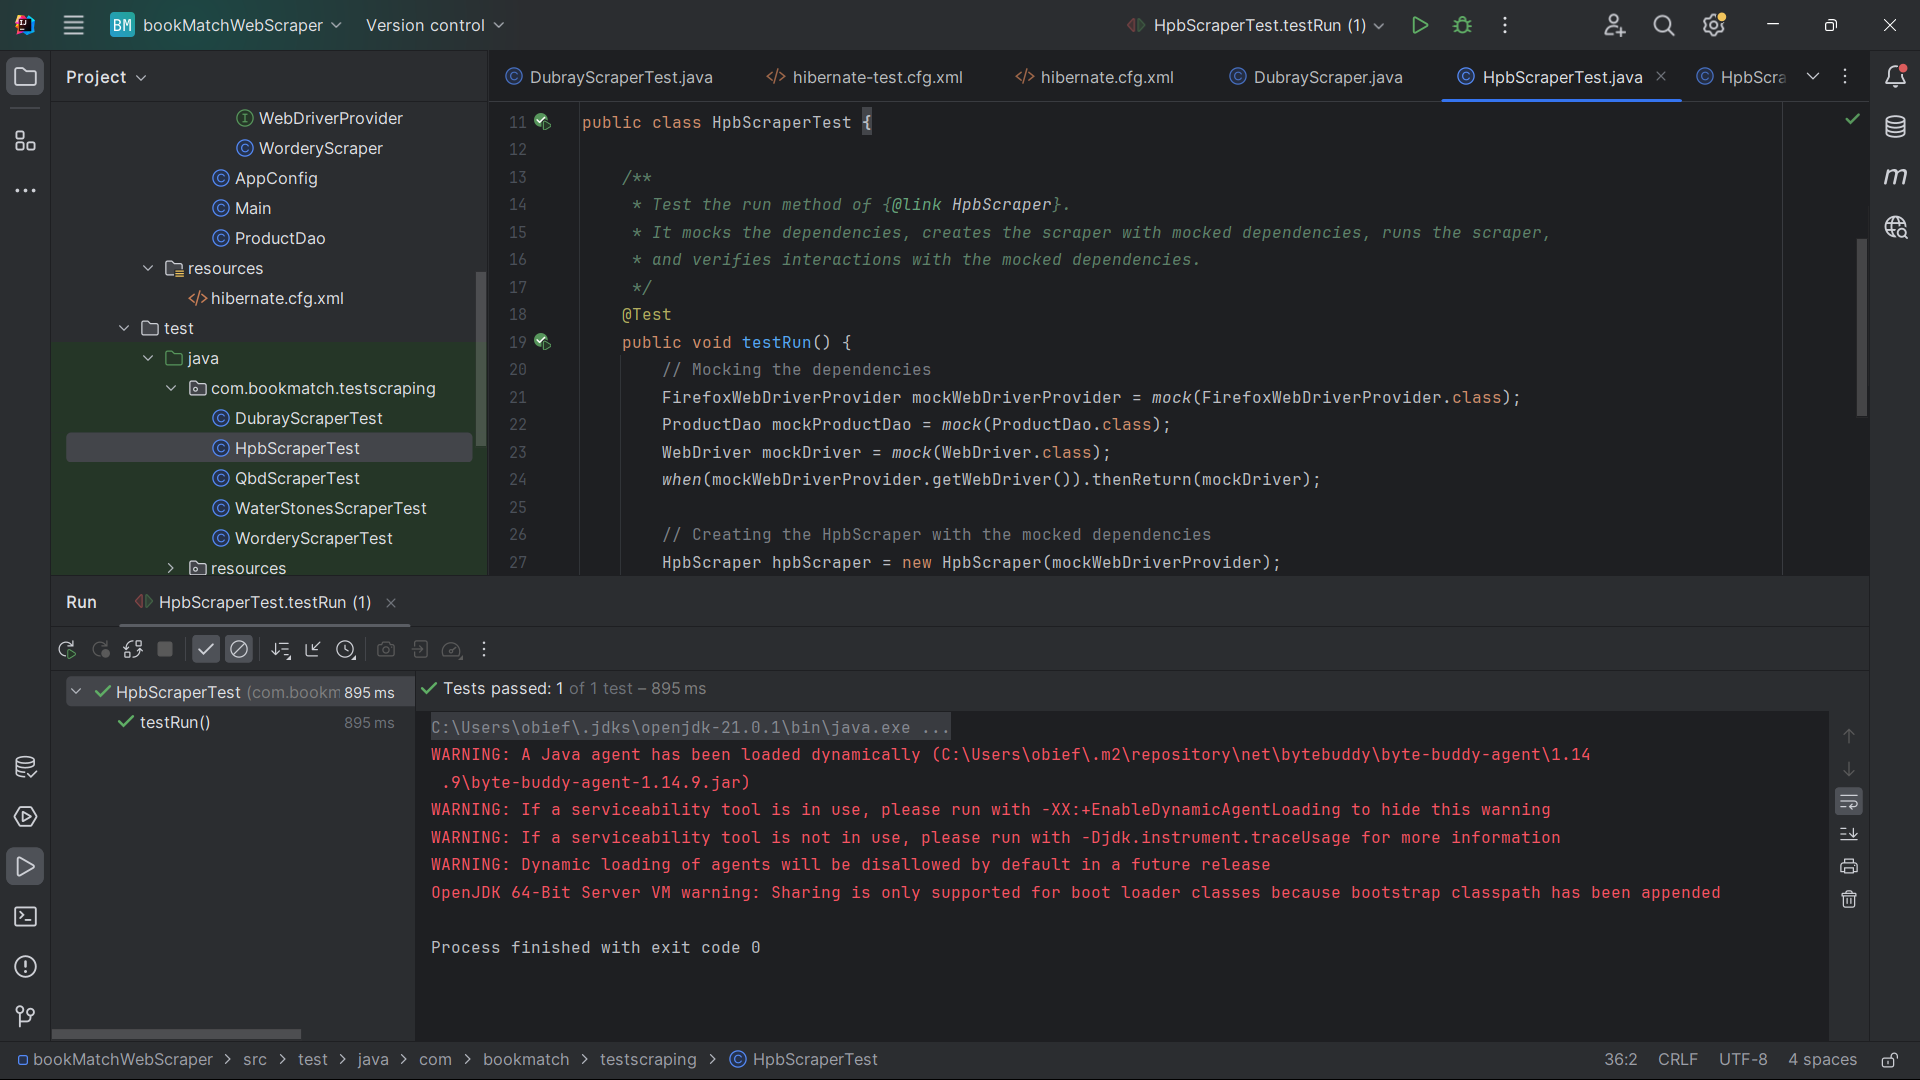 BM bookMatchWebScraper Version control HpbScraperTest.testRun (1)
Project
WebDriverProvider
WorderyScraper
AppConfig
Main
ProductDao
resources
hibernate.cfg.xml
test
java
com.bookmatch.testscraping
DubrayScraperTest
HpbScraperTest
QbdScraperTest
WaterStonesScraperTest
WorderyScraperTest
resources
DubrayScraperTest.java hibernate-test.cfg.xml hibernate.cfg.xml DubrayScraper.java HpbScraperTest.java HpbScra
11 public class HpbScraperTest {
12
13 /**
14 * Test the run method of {@link HpbScraper}.
15 * It mocks the dependencies, creates the scraper with mocked dependencies, runs the scraper,
16 * and verifies interactions with the mocked dependencies.
17 */
18 @Test
19 public void testRun() {
20 // Mocking the dependencies
21 FirefoxWebDriverProvider mockWebDriverProvider = mock(FirefoxWebDriverProvider.class);
22 ProductDao mockProductDao = mock(ProductDao.class);
23 WebDriver mockDriver = mock(WebDriver.class);
24 when(mockWebDriverProvider.getWebDriver()).thenReturn(mockDriver);
25
26 // Creating the HpbScraper with the mocked dependencies
27 HpbScraper hpbScraper = new HpbScraper(mockWebDriverProvider);
Run HpbScraperTest.testRun (1)
HpbScraperTest (com.bookm 895 ms
testRun() 895 ms
Tests passed: 1 of 1 test – 895 ms
C:\Users\obief\.jdks\openjdk-21.0.1\bin\java.exe ...
WARNING: A Java agent has been loaded dynamically (C:\Users\obief\.m2\repository\net\bytebuddy\byte-buddy-agent\1.14
.9\byte-buddy-agent-1.14.9.jar)
WARNING: If a serviceability tool is in use, please run with -XX:+EnableDynamicAgentLoading to hide this warning
WARNING: If a serviceability tool is not in use, please run with -Djdk.instrument.traceUsage for more information
WARNING: Dynamic loading of agents will be disallowed by default in a future release
OpenJDK 64-Bit Server VM warning: Sharing is only supported for boot loader classes because bootstrap classpath has been appended
Process finished with exit code 0
bookMatchWebScraper > src > test > java > com > bookmatch > testscraping > HpbScraperTest 36:2 CRLF UTF-8 4 spaces